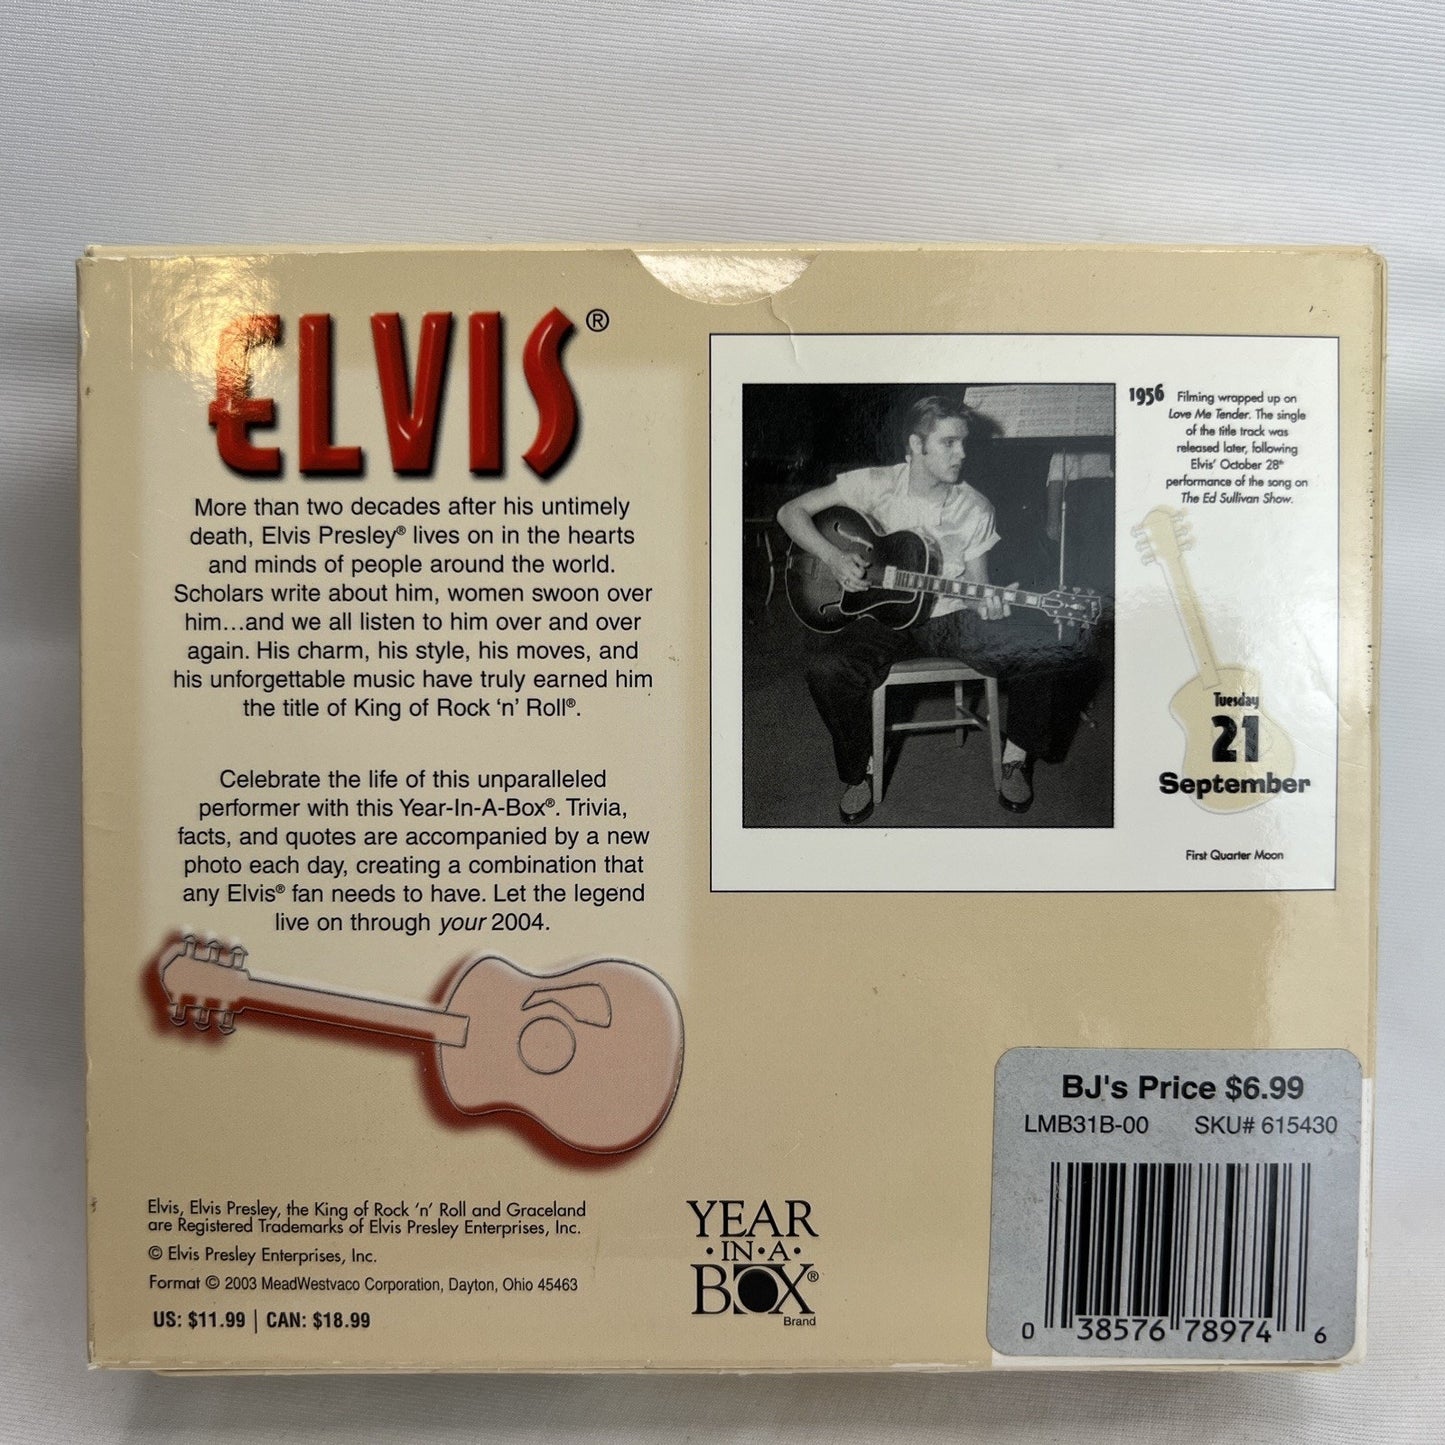 ELVIS®
More than two decades after his untimely
death, Elvis Presley® lives on in the hearts
and minds of people around the world.
Scholars write about him, women swoon over
him...and we all listen to him over and over
again. His charm, his style, his moves, and
his unforgettable music have truly earned him
the title of King of Rock ‘n’ Roll®.
Celebrate the life of this unparalleled
performer with this Year-In-A-Box®. Trivia,
facts, and quotes are accompanied by a new
photo each day, creating a combination that
any Elvis® fan needs to have. Let the legend
live on through your 2004.
1956 Filming wrapped up on
Love Me Tender. The single
of the title track was
released later, following
Elvis’ October 28th
performance of the song on
The Ed Sullivan Show.
Tuesday
21
September
First Quarter Moon
Elvis, Elvis Presley, the King of Rock ‘n’ Roll and Graceland
are Registered Trademarks of Elvis Presley Enterprises, Inc.
© Elvis Presley Enterprises, Inc.
Format © 2003 MeadWestvaco Corporation, Dayton, Ohio 45463
US: $11.99 | CAN: $18.99
YEAR
·IN·A·
BOX®
Brand
BJ's Price $6.99
LMB31B-00 SKU# 615430
0 38576 78974 6